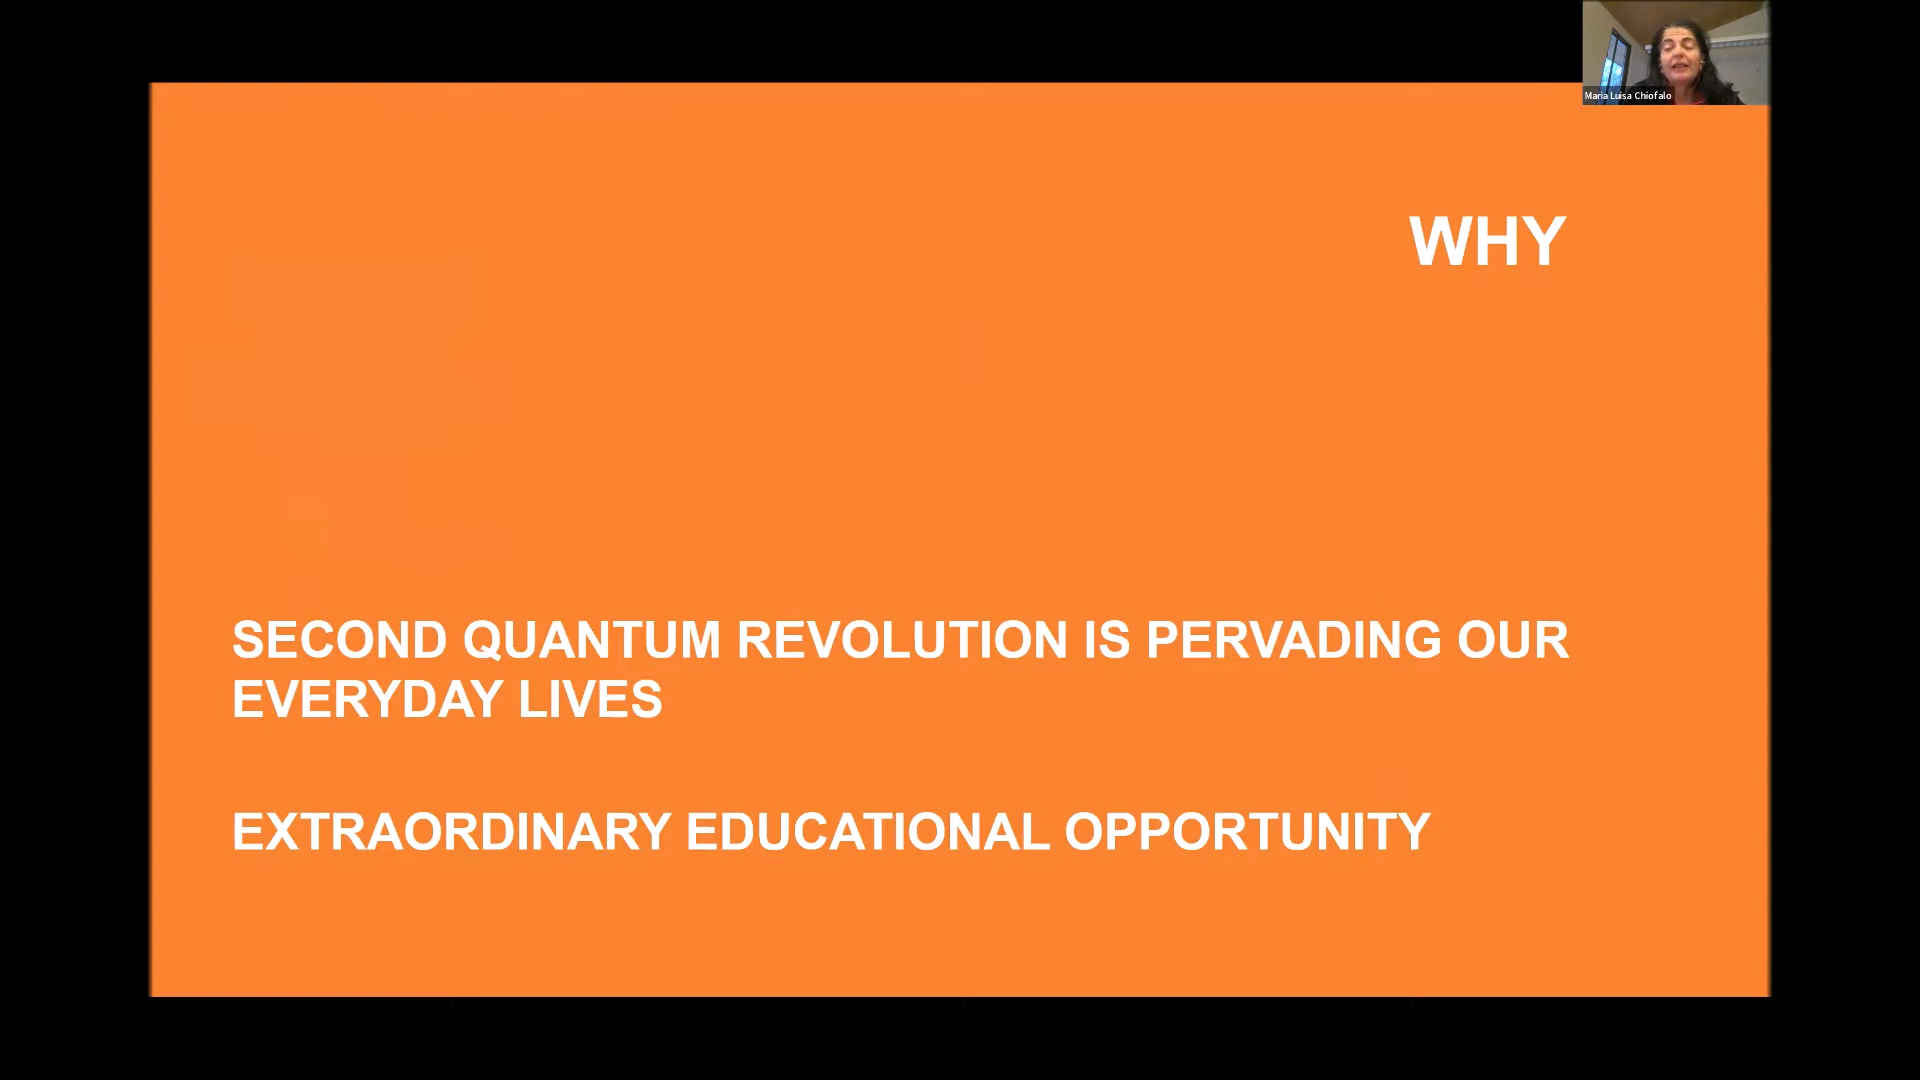 Maria Luisa Chiofalo
WHY
SECOND QUANTUM REVOLUTION IS PERVADING OUR
EVERYDAY LIVES
EXTRAORDINARY EDUCATIONAL OPPORTUNITY